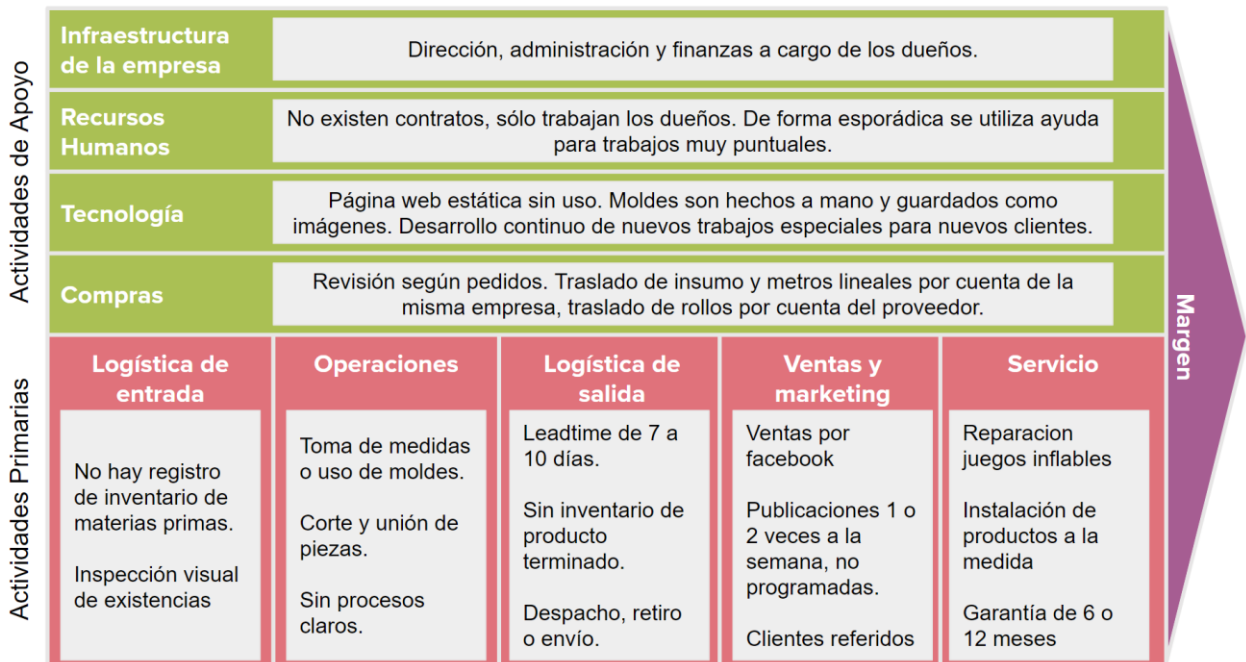 Actividades de Apoyo
Infraestructura
de la empresa
Dirección, administración y finanzas a cargo de los dueños.
Recursos
Humanos
No existen contratos, sólo trabajan los dueños. De forma esporádica se utiliza ayuda
para trabajos muy puntuales.
Tecnología
Página web estática sin uso. Moldes son hechos a mano y guardados como
imágenes. Desarrollo continuo de nuevos trabajos especiales para nuevos clientes.
Compras
Revisión según pedidos. Traslado de insumo y metros lineales por cuenta de la
misma empresa, traslado de rollos por cuenta del proveedor.
Actividades Primarias
Logística de
entrada
No hay registro
de inventario de
materias primas.
Inspección visual
de existencias
Operaciones
Toma de medidas
o uso de moldes.
Corte y unión de
piezas.
Sin procesos
claros.
Logística de
salida
Leadtime de 7 a
10 días.
Sin inventario de
producto
terminado.
Despacho, retiro
o envío.
Ventas y
marketing
Ventas por
facebook
Publicaciones 1 o
2 veces a la
semana, no
programadas.
Clientes referidos
Servicio
Reparacion
juegos inflables
Instalación de
productos a la
medida
Garantía de 6 o
12 meses
Margen